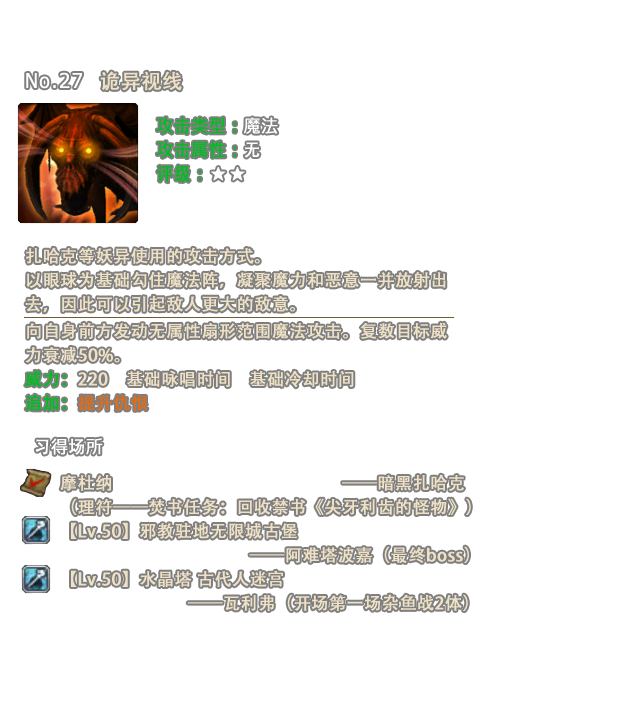 No.27 诡异视线
攻击类型：魔法
攻击属性：无
评级：☆☆
扎哈克等妖异使用的攻击方式。
以眼球为基础勾住魔法阵，凝聚魔力和恶意一并放射出
去，因此可以引起敌人更大的敌意。
向自身前方发动无属性扇形范围魔法攻击。复数目标威
力衰减50%。
威力：220 基础咏唱时间 基础冷却时间
追加：提升仇恨
习得场所
摩杜纳 ——暗黑扎哈克
（理符——焚书任务：回收禁书《尖牙利齿的怪物》）
【Lv.50】邪教驻地无限城古堡
——阿难塔波嘉（最终boss）
【Lv.50】水晶塔 古代人迷宫
——瓦利弗（开场第一场杂鱼战2体）